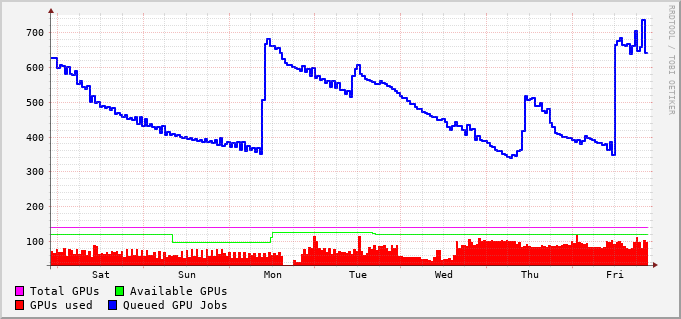 RRDTOOL / TOBI OETIKER
700
600
500
400
300
200
100
Sat Sun Mon Tue Wed Thu Fri
Total GPUs Available GPUs
GPUs used Queued GPU Jobs